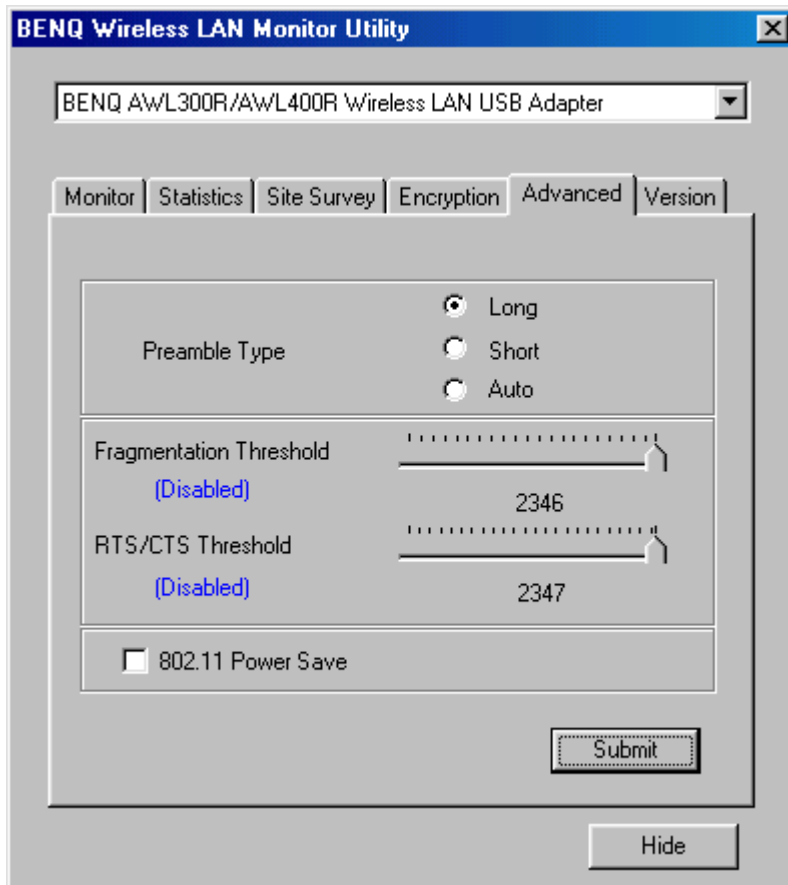 BENQ Wireless LAN Monitor Utility
BENQ AWL300R/AWL400R Wireless LAN USB Adapter
Monitor Statistics Site Survey Encryption Advanced Version
Preamble Type
Long
Short
Auto
Fragmentation Threshold
(Disabled)
2346
RTS/CTS Threshold
(Disabled)
2347
802.11 Power Save
Submit
Hide